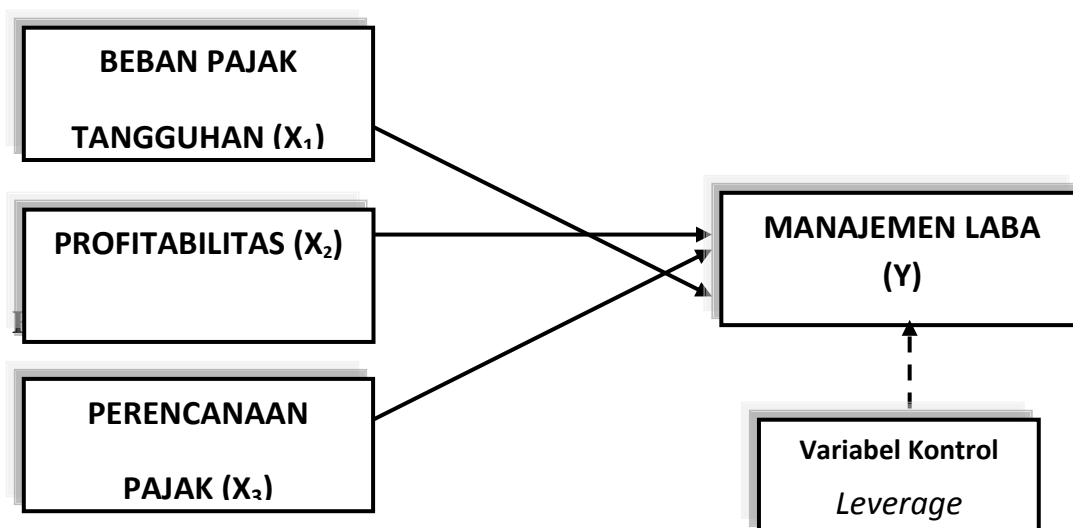 BEBAN PAJAK
TANGGUHAN (X₁)
PROFITABILITAS (X₂)
PERENCANAAN
PAJAK (X₃)
MANAJEMEN LABA
(Y)
Variabel Kontrol
Leverage